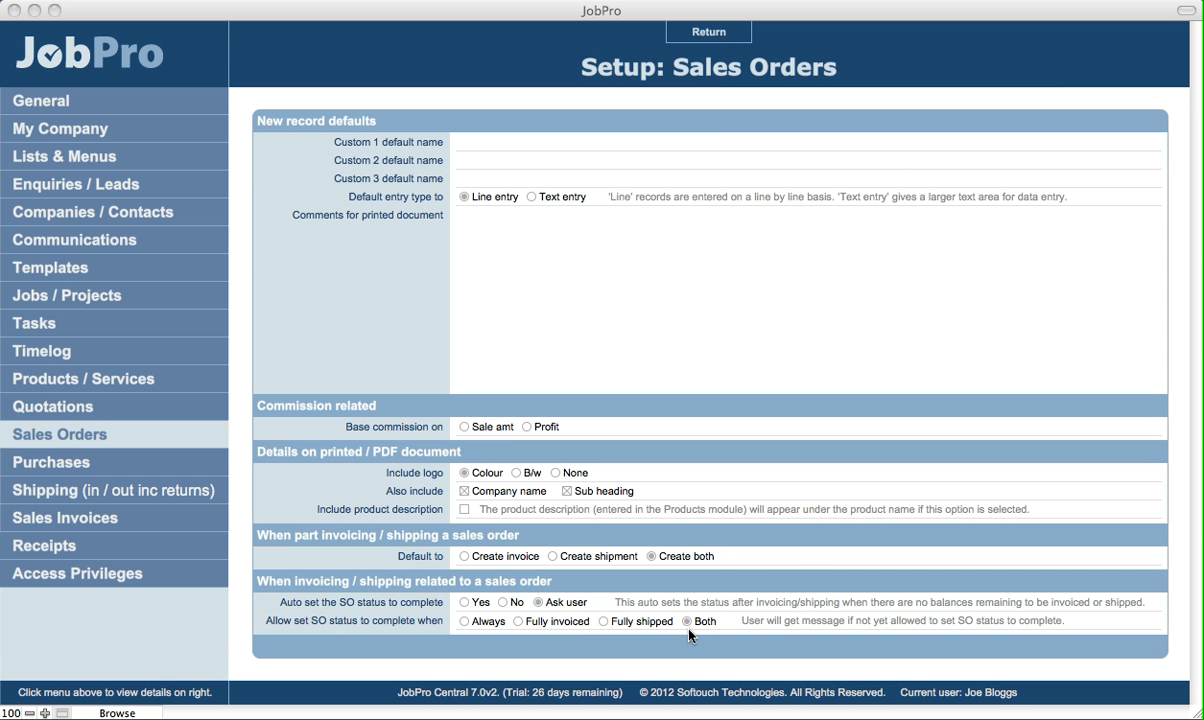 JobPro
Return
JobPro
Setup: Sales Orders
General
My Company
Lists & Menus
Enquiries / Leads
Companies / Contacts
Communications
Templates
Jobs / Projects
Tasks
Timelog
Products / Services
Quotations
Sales Orders
Purchases
Shipping (in / out inc returns)
Sales Invoices
Receipts
Access Privileges
New record defaults
Custom 1 default name
Custom 2 default name
Custom 3 default name
Default entry type to Line entry Text entry 'Line' records are entered on a line by line basis. 'Text entry' gives a larger text area for data entry.
Comments for printed document
Commission related
Base commission on Sale amt Profit
Details on printed / PDF document
Include logo Colour B/w None
Also include Company name Sub heading
Include product description The product description (entered in the Products module) will appear under the product name if this option is selected.
When part invoicing / shipping a sales order
Default to Create invoice Create shipment Create both
When invoicing / shipping related to a sales order
Auto set the SO status to complete Yes No Ask user This auto sets the status after invoicing/shipping when there are no balances remaining to be invoiced or shipped.
Allow set SO status to complete when Always Fully invoiced Fully shipped Both User will get message if not yet allowed to set SO status to complete.
Click menu above to view details on right. JobPro Central 7.0v2. (Trial: 26 days remaining) © 2012 Softouch Technologies. All Rights Reserved. Current user: Joe Bloggs
100 Browse